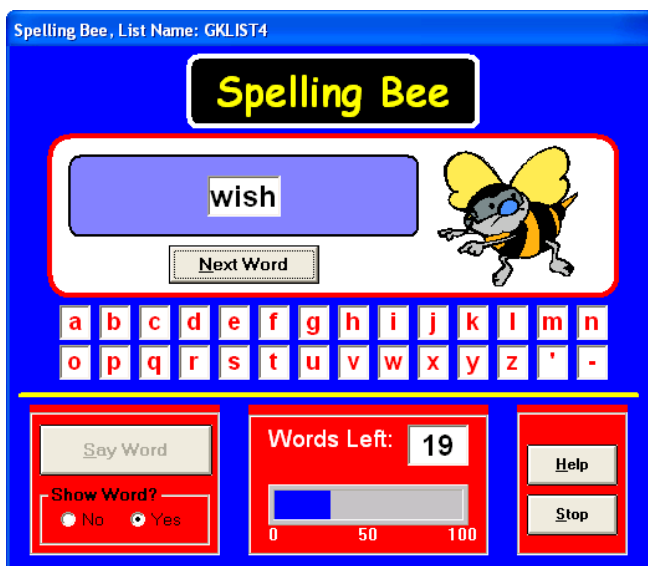 Spelling Bee, List Name: GKLIST4
Spelling Bee
wish
Next Word
a b c d e f g h i j k l m n
o p q r s t u v w x y z ' -
Say Word
Show Word?
No Yes
Words Left: 19
0 50 100
Help
Stop